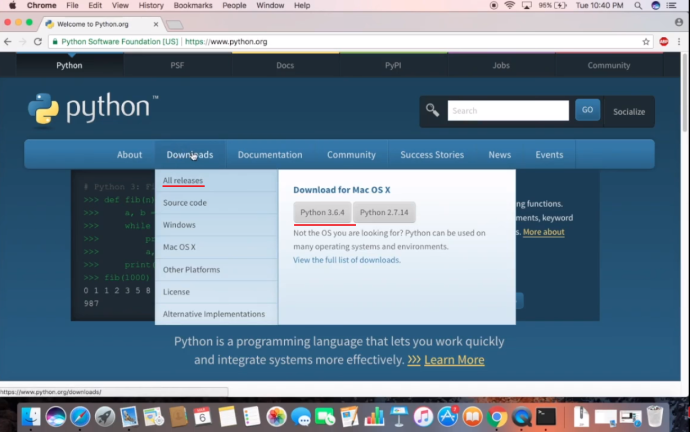 Chrome File Edit View History Bookmarks People Window Help 95% Tue 10:40 PM
Welcome to Python.org
Python Software Foundation [US] | https://www.python.org
Python PSF Docs PyPI Jobs Community
python™
Search GO Socialize
About Downloads Documentation Community Success Stories News Events
# Python 3: Fi
>>> def fib(n
>>> a, b =
>>> while
>>>
>>> a,
>>> print(
>>> fib(1000)
0 1 1 2 3 5 8
987
All releases
Source code
Windows
Mac OS X
Other Platforms
License
Alternative Implementations
Download for Mac OS X
Python 3.6.4 Python 2.7.14
Not the OS you are looking for? Python can be used on
many operating systems and environments.
View the full list of downloads.
ng functions.
ments, keyword
s. More about
Python is a programming language that lets you work quickly
and integrate systems more effectively. >>> Learn More
https://www.python.org/downloads/